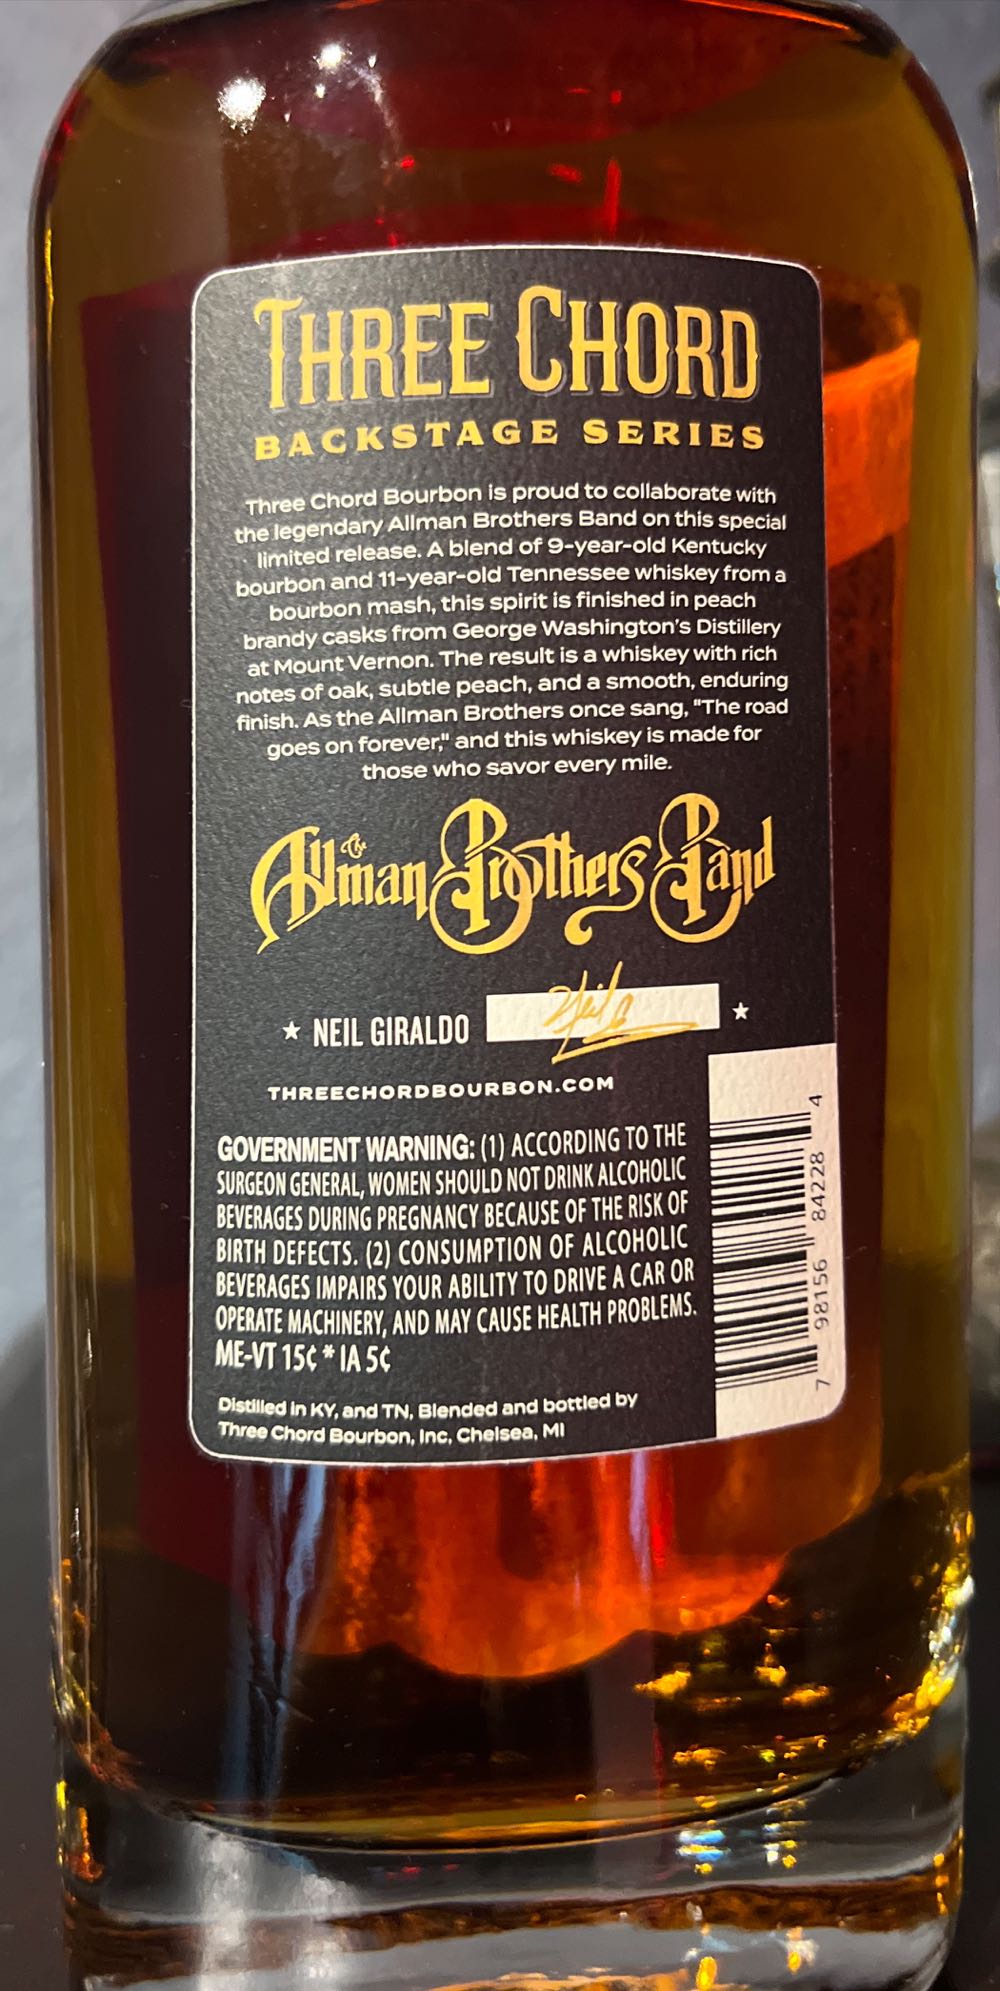 THREE CHORD
BACKSTAGE SERIES
Three Chord Bourbon is proud to collaborate with
the legendary Allman Brothers Band on this special
limited release. A blend of 9-year-old Kentucky
bourbon and 11-year-old Tennessee whiskey from a
bourbon mash, this spirit is finished in peach
brandy casks from George Washington's Distillery
at Mount Vernon. The result is a whiskey with rich
notes of oak, subtle peach, and a smooth, enduring
finish. As the Allman Brothers once sang, "The road
goes on forever," and this whiskey is made for
those who savor every mile.
The Allman Brothers Band
★ NEIL GIRALDO Neil G ★
THREECHORDBOURBON.COM
GOVERNMENT WARNING: (1) ACCORDING TO THE
SURGEON GENERAL, WOMEN SHOULD NOT DRINK ALCOHOLIC
BEVERAGES DURING PREGNANCY BECAUSE OF THE RISK OF
BIRTH DEFECTS. (2) CONSUMPTION OF ALCOHOLIC
BEVERAGES IMPAIRS YOUR ABILITY TO DRIVE A CAR OR
OPERATE MACHINERY, AND MAY CAUSE HEALTH PROBLEMS.
ME-VT 15¢ * IA 5¢
Distilled in KY, and TN, Blended and bottled by
Three Chord Bourbon, Inc, Chelsea, MI
7 98156 84228 4